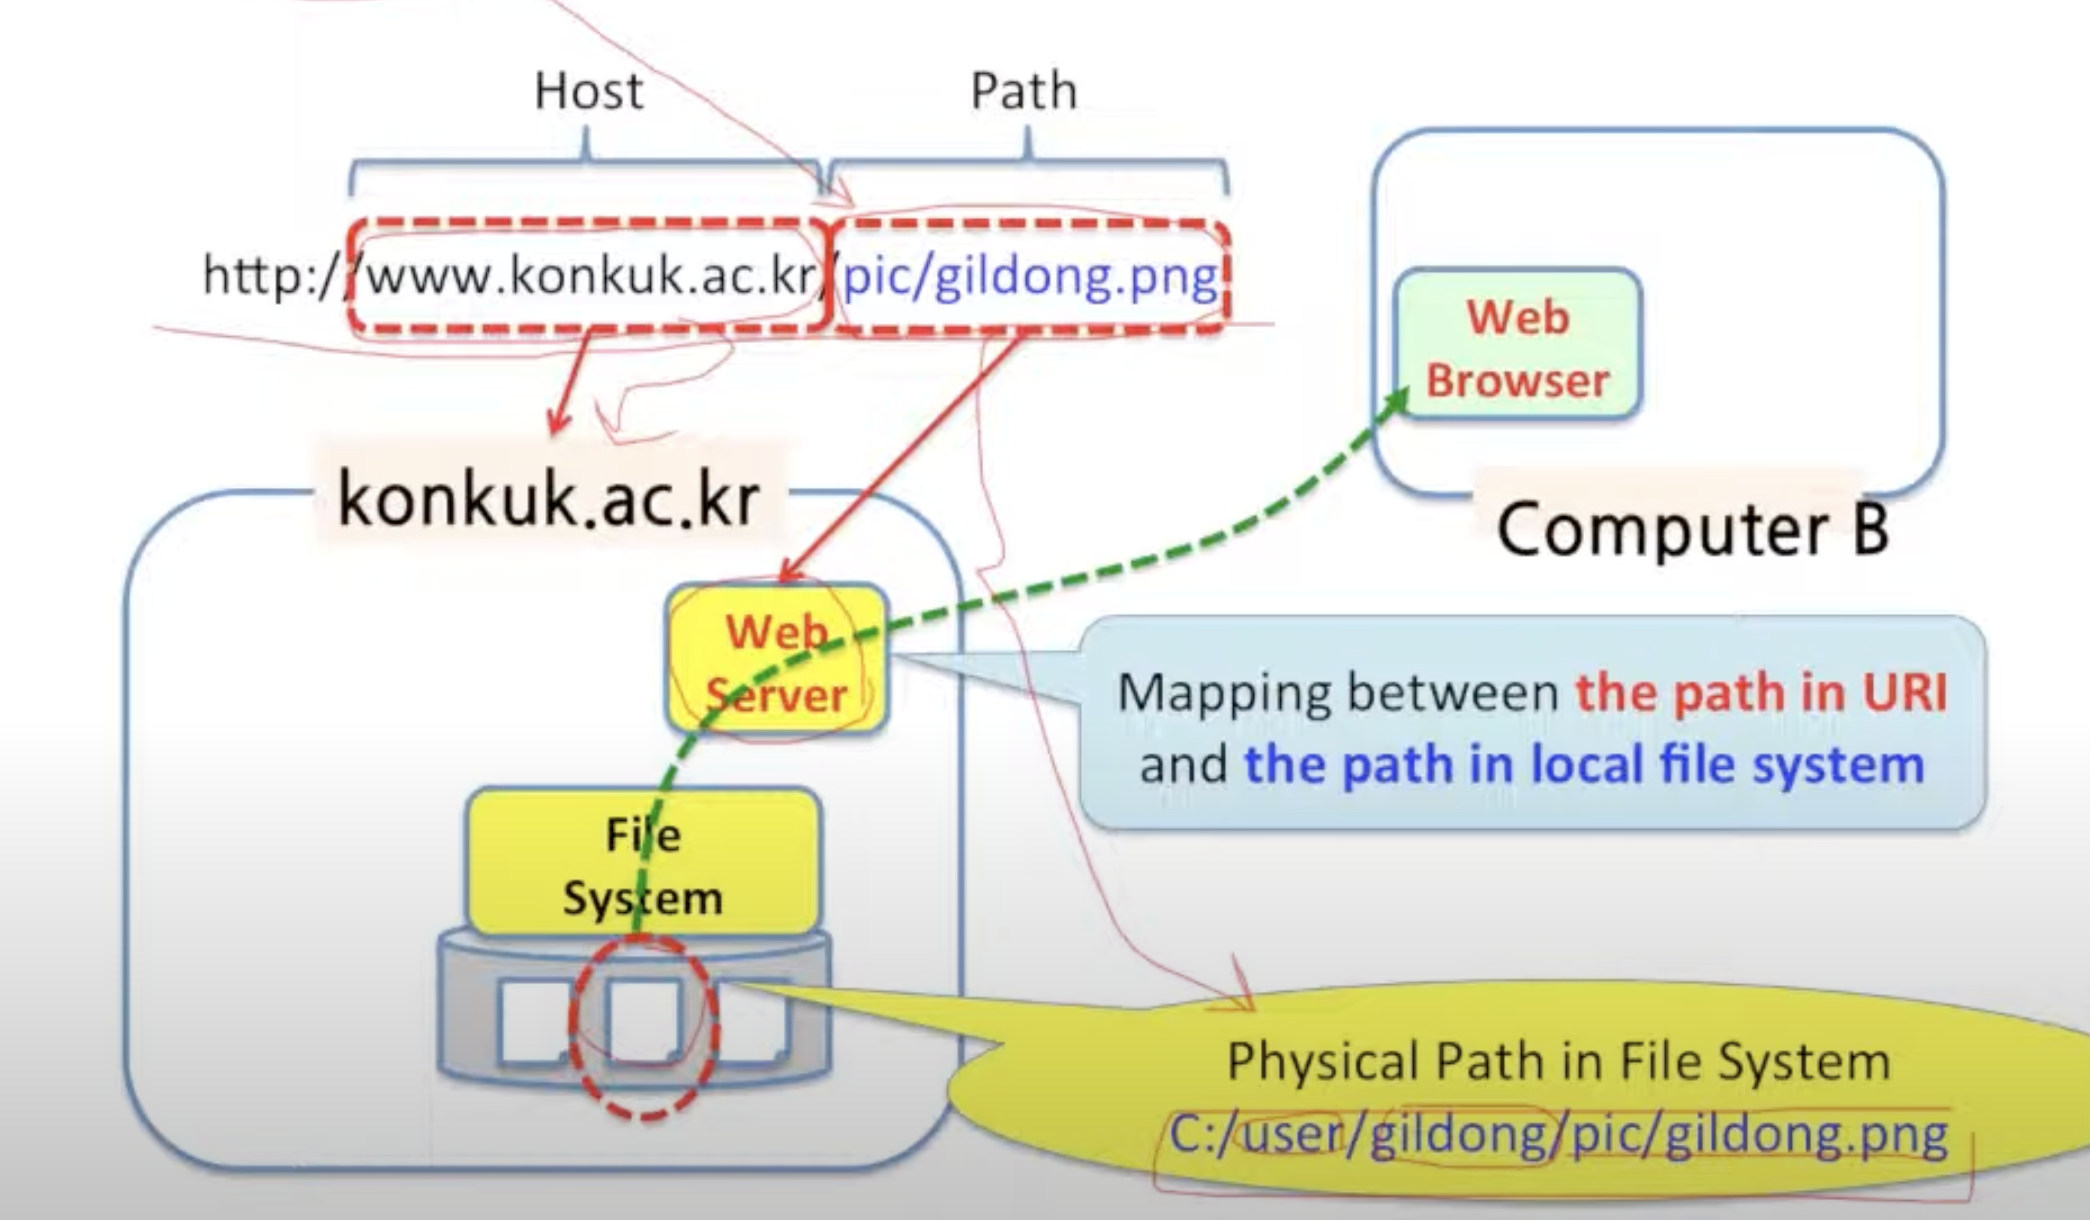 Host
Path
http://www.konkuk.ac.kr/pic/gildong.png
Web
Browser
konkuk.ac.kr
Computer B
Web
Server
Mapping between the path in URI
and the path in local file system
File
System
Physical Path in File System
C:/user/gildong/pic/gildong.png